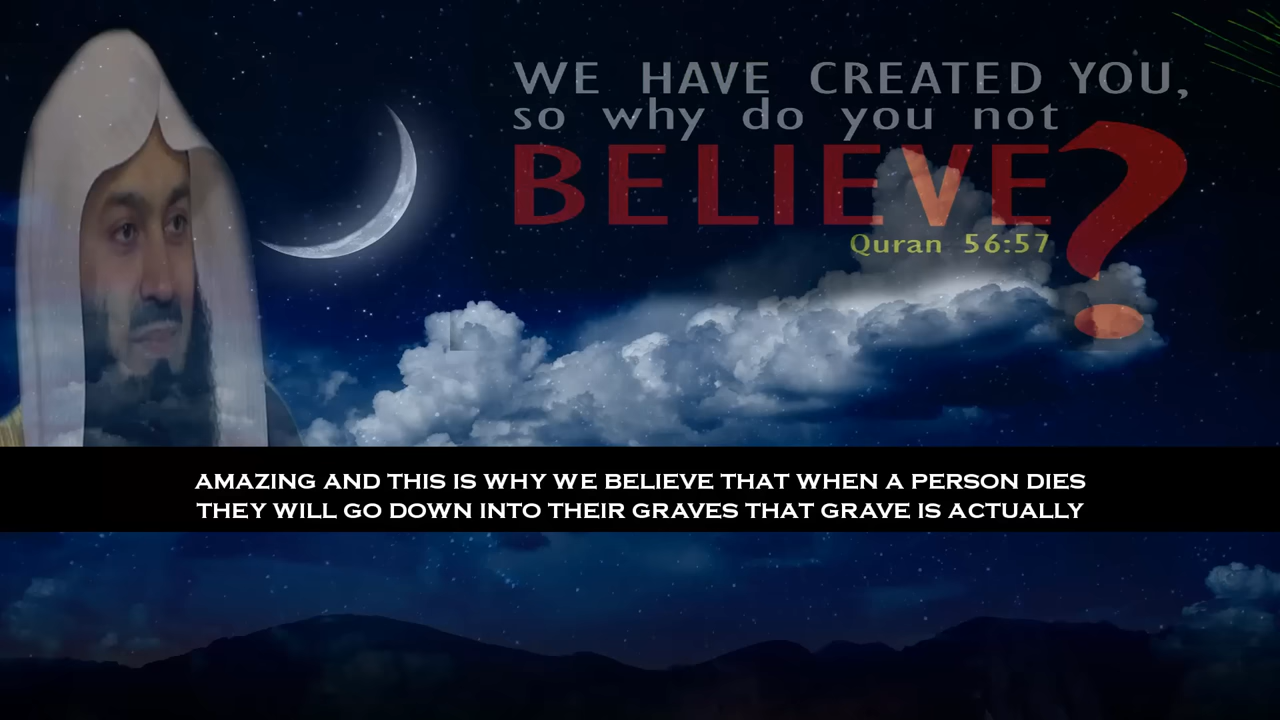 WE HAVE CREATED YOU,
so why do you not
BELIEVE?
Quran 56:57
AMAZING AND THIS IS WHY WE BELIEVE THAT WHEN A PERSON DIES
THEY WILL GO DOWN INTO THEIR GRAVES THAT GRAVE IS ACTUALLY